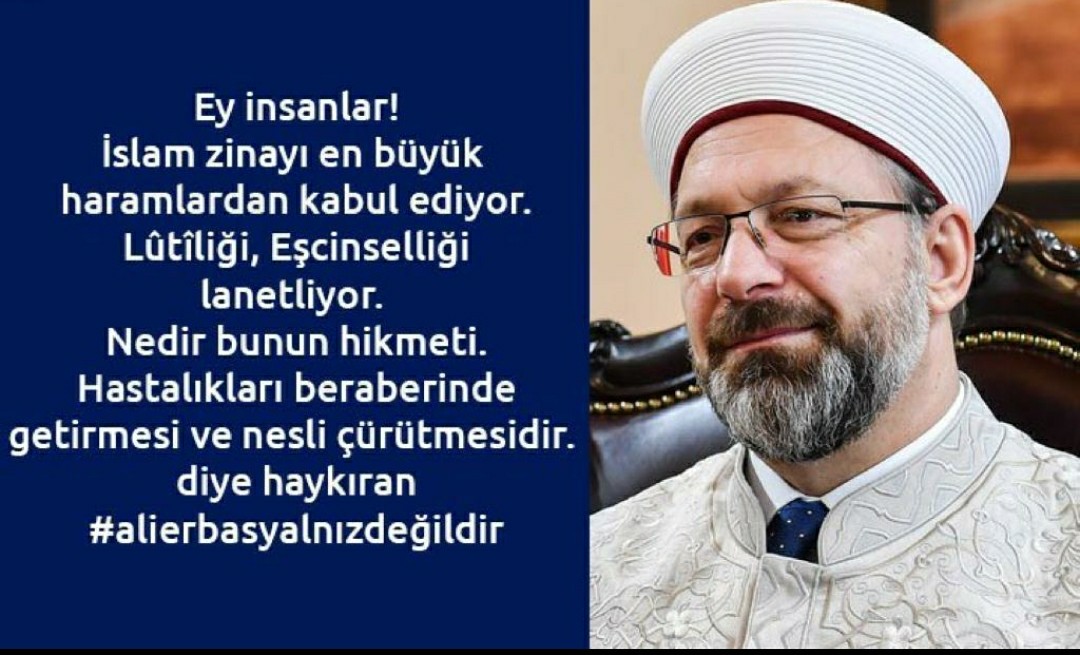 Ey insanlar!
İslam zinayı en büyük
haramlardan kabul ediyor.
Lûtîliği, Eşcinselliği
lanetliyor.
Nedir bunun hikmeti.
Hastalıkları beraberinde
getirmesi ve nesli çürütmesidir.
diye haykıran
#alierbasyalnızdeğildir